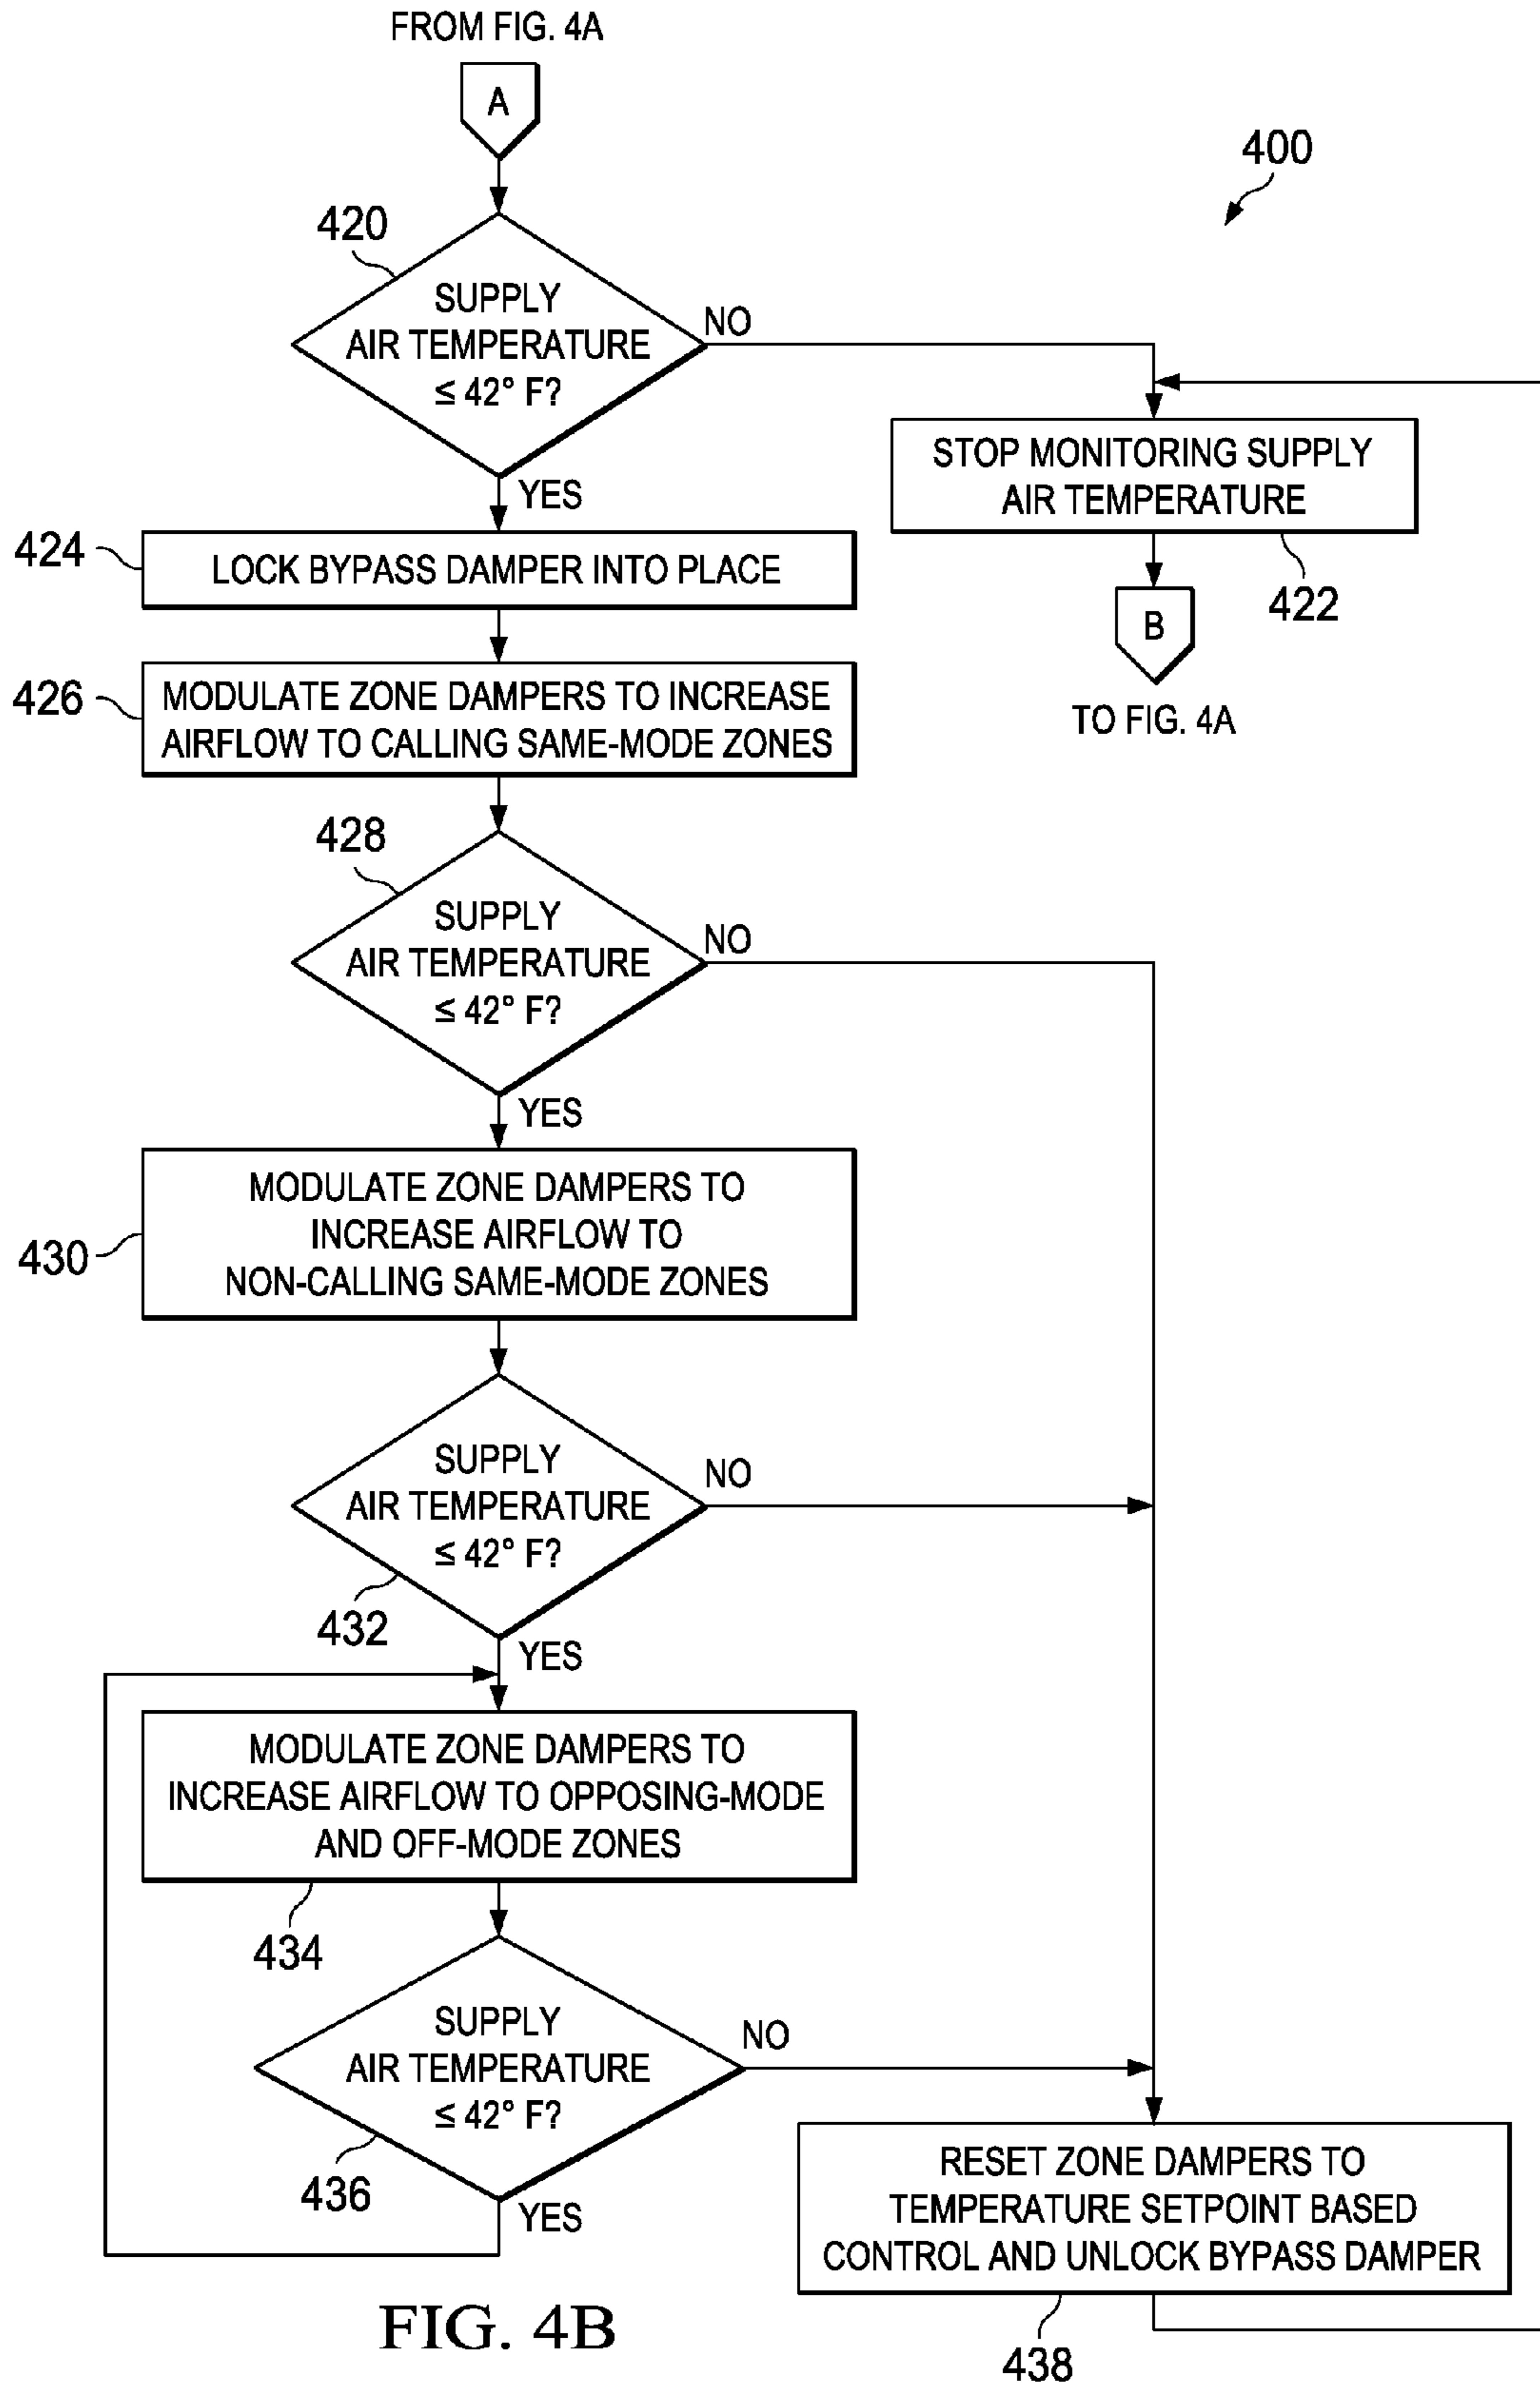 FROM FIG. 4A
A
400
420
SUPPLY
AIR TEMPERATURE
≤ 42° F?
NO
YES
STOP MONITORING SUPPLY
AIR TEMPERATURE
422
B
TO FIG. 4A
424
LOCK BYPASS DAMPER INTO PLACE
426
MODULATE ZONE DAMPERS TO INCREASE
AIRFLOW TO CALLING SAME-MODE ZONES
428
SUPPLY
AIR TEMPERATURE
≤ 42° F?
NO
YES
430
MODULATE ZONE DAMPERS TO
INCREASE AIRFLOW TO
NON-CALLING SAME-MODE ZONES
SUPPLY
AIR TEMPERATURE
≤ 42° F?
NO
432
YES
MODULATE ZONE DAMPERS TO
INCREASE AIRFLOW TO OPPOSING-MODE
AND OFF-MODE ZONES
434
SUPPLY
AIR TEMPERATURE
≤ 42° F?
NO
436
YES
RESET ZONE DAMPERS TO
TEMPERATURE SETPOINT BASED
CONTROL AND UNLOCK BYPASS DAMPER
438
FIG. 4B